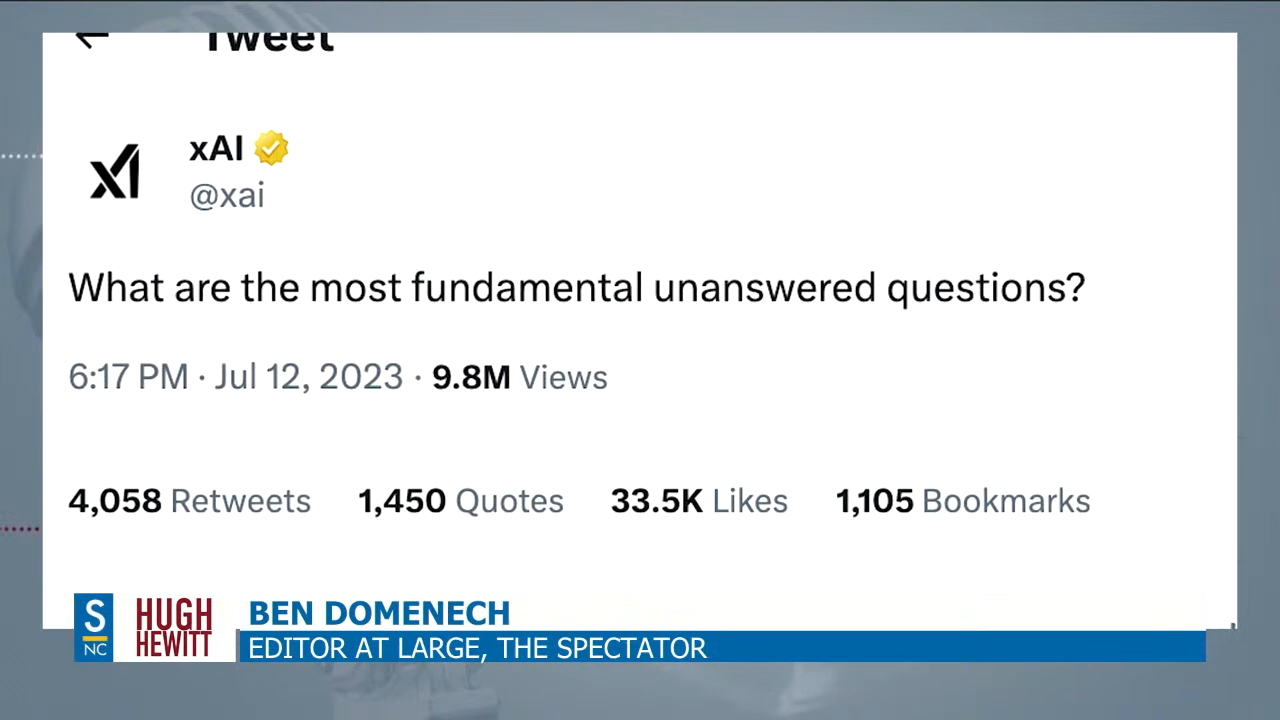 Tweet
xAI
@xai
What are the most fundamental unanswered questions?
6:17 PM · Jul 12, 2023 · 9.8M Views
4,058 Retweets 1,450 Quotes 33.5K Likes 1,105 Bookmarks
S
NC
HUGH
HEWITT
BEN DOMENECH
EDITOR AT LARGE, THE SPECTATOR